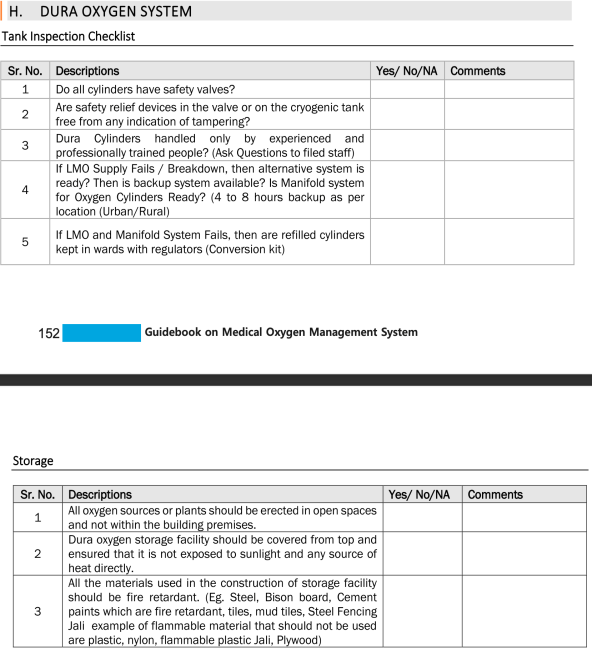 H. DURA OXYGEN SYSTEM
Tank Inspection Checklist
Sr. No. Descriptions Yes/ No/NA Comments
1 Do all cylinders have safety valves?
2 Are safety relief devices in the valve or on the cryogenic tank
free from any indication of tampering?
3 Dura Cylinders handled only by experienced and
professionally trained people? (Ask Questions to filed staff)
4 If LMO Supply Fails / Breakdown, then alternative system is
ready? Then is backup system available? Is Manifold system
for Oxygen Cylinders Ready? (4 to 8 hours backup as per
location (Urban/Rural)
5 If LMO and Manifold System Fails, then are refilled cylinders
kept in wards with regulators (Conversion kit)
152 Guidebook on Medical Oxygen Management System
Storage
Sr. No. Descriptions Yes/ No/NA Comments
1 All oxygen sources or plants should be erected in open spaces
and not within the building premises.
2 Dura oxygen storage facility should be covered from top and
ensured that it is not exposed to sunlight and any source of
heat directly.
3 All the materials used in the construction of storage facility
should be fire retardant. (Eg. Steel, Bison board, Cement
paints which are fire retardant, tiles, mud tiles, Steel Fencing
Jali example of flammable material that should not be used
are plastic, nylon, flammable plastic Jali, Plywood)